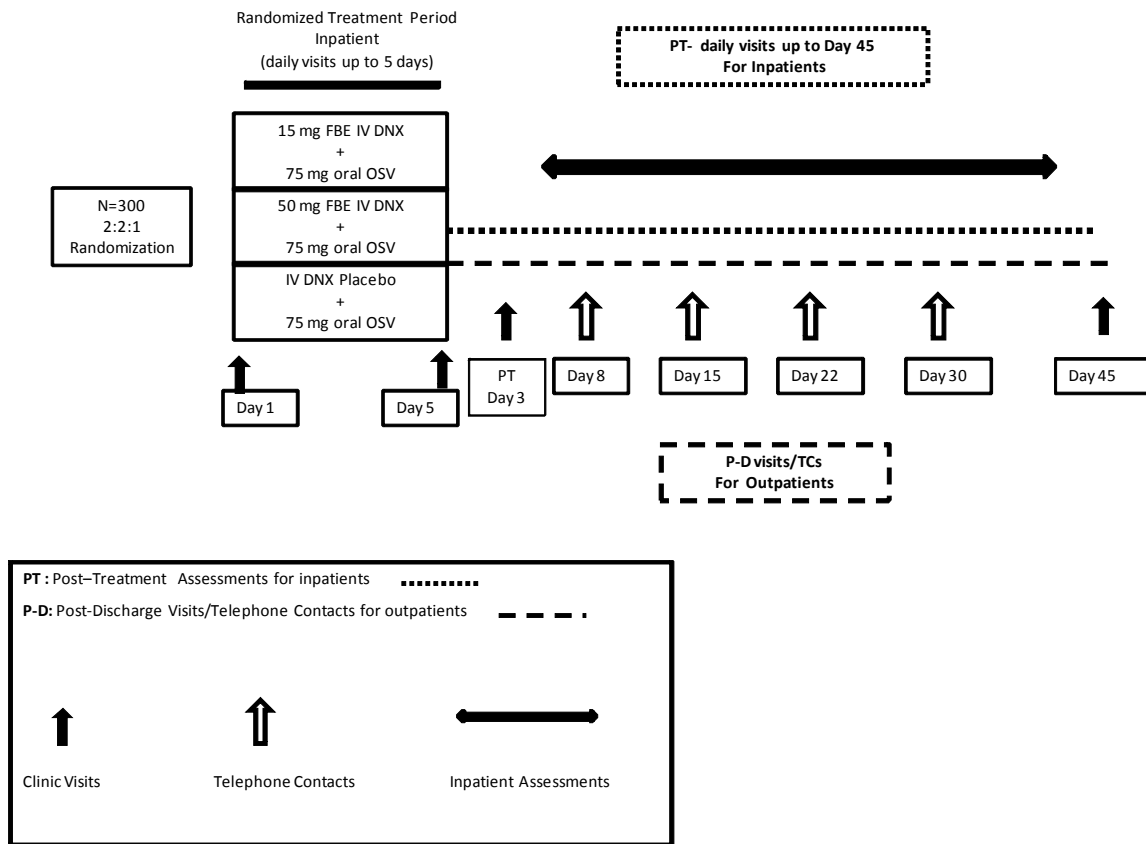 Randomized Treatment Period
Inpatient
(daily visits up to 5 days)
PT- daily visits up to Day 45
For Inpatients
15 mg FBE IV DNX
+
75 mg oral OSV
N=300
2:2:1
Randomization
50 mg FBE IV DNX
+
75 mg oral OSV
IV DNX Placebo
+
75 mg oral OSV
Day 1
Day 5
PT
Day 3
Day 8
Day 15
Day 22
Day 30
Day 45
P-D visits/TCs
For Outpatients
PT : Post–Treatment Assessments for inpatients
P-D: Post-Discharge Visits/Telephone Contacts for outpatients
Clinic Visits
Telephone Contacts
Inpatient Assessments